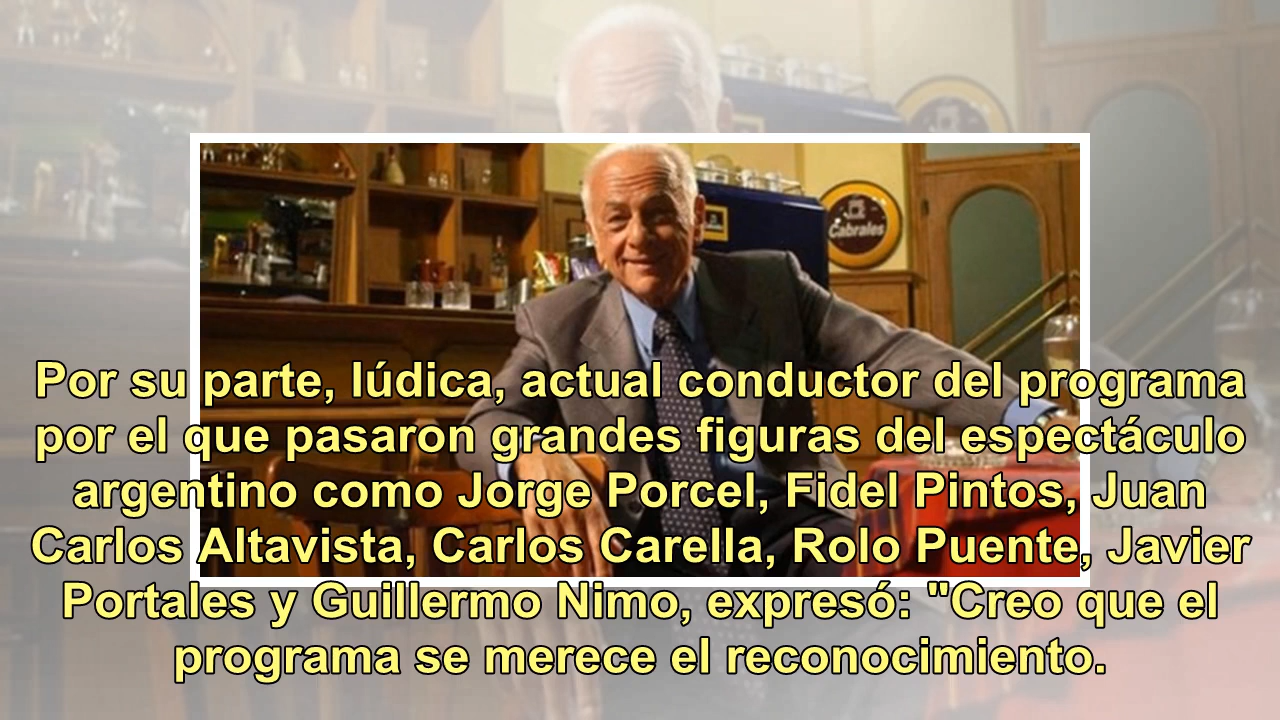 Cabrales
Por su parte, lúdica, actual conductor del programa
por el que pasaron grandes figuras del espectáculo
argentino como Jorge Porcel, Fidel Pintos, Juan
Carlos Altavista, Carlos Carella, Rolo Puente, Javier
Portales y Guillermo Nimo, expresó: "Creo que el
programa se merece el reconocimiento.